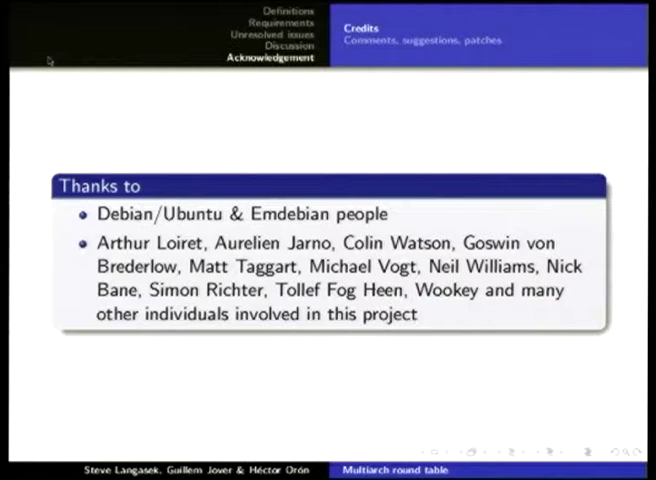 Definitions
Requirements
Unresolved issues
Discussion
Acknowledgement
Credits
Comments, suggestions, patches
Thanks to
Debian/Ubuntu & Emdebian people
Arthur Loiret, Aurelien Jarno, Colin Watson, Goswin von
Brederlow, Matt Taggart, Michael Vogt, Neil Williams, Nick
Bane, Simon Richter, Tollef Fog Heen, Wookey and many
other individuals involved in this project
Steve Langasek, Guillem Jover & Héctor Orón
Multiarch round table